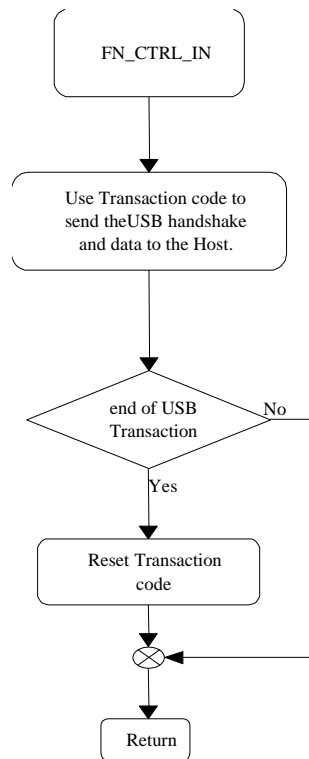 FN_CTRL_IN
Use Transaction code to
send theUSB handshake
and data to the Host.
end of USB
Transaction
No
Yes
Reset Transaction
code
Return